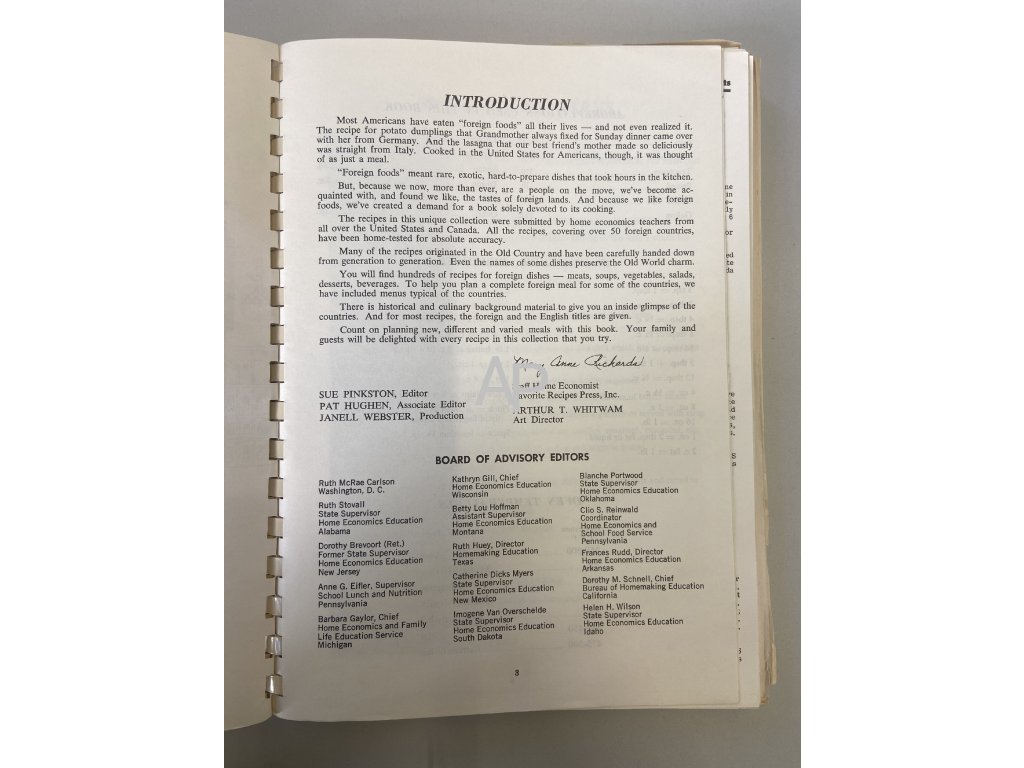 INTRODUCTION
Most Americans have eaten "foreign foods" all their lives — and not even realized it.
The recipe for potato dumplings that Grandmother always fixed for Sunday dinner came over
with her from Germany. And the lasagna that our best friend's mother made so deliciously
was straight from Italy. Cooked in the United States for Americans, though, it was thought
of as just a meal.
"Foreign foods" meant rare, exotic, hard-to-prepare dishes that took hours in the kitchen.
But, because we now, more than ever, are a people on the move, we've become ac-
quainted with, and found we like, the tastes of foreign lands. And because we like foreign
foods, we've created a demand for a book solely devoted to its cooking.
The recipes in this unique collection were submitted by home economics teachers from
all over the United States and Canada. All the recipes, covering over 50 foreign countries,
have been home-tested for absolute accuracy.
Many of the recipes originated in the Old Country and have been carefully handed down
from generation to generation. Even the names of some dishes preserve the Old World charm.
You will find hundreds of recipes for foreign dishes — meats, soups, vegetables, salads,
desserts, beverages. To help you plan a complete foreign meal for some of the countries, we
have included menus typical of the countries.
There is historical and culinary background material to give you an inside glimpse of the
countries. And for most recipes, the foreign and the English titles are given.
Count on planning new, different and varied meals with this book. Your family and
guests will be delighted with every recipe in this collection that you try.
Mary Anne Richards
Staff Home Economist
Favorite Recipes Press, Inc.
SUE PINKSTON, Editor
PAT HUGHEN, Associate Editor
JANELL WEBSTER, Production
ARTHUR T. WHITWAM
Art Director
AP
BOARD OF ADVISORY EDITORS
Ruth McRae Carlson
Washington, D. C.
Ruth Stovall
State Supervisor
Home Economics Education
Alabama
Dorothy Brevoort (Ret.)
Former State Supervisor
Home Economics Education
New Jersey
Anne G. Eifler, Supervisor
School Lunch and Nutrition
Pennsylvania
Barbara Gaylor, Chief
Home Economics and Family
Life Education Service
Michigan
Kathryn Gill, Chief
Home Economics Education
Wisconsin
Betty Lou Hoffman
Assistant Supervisor
Home Economics Education
Montana
Ruth Huey, Director
Homemaking Education
Texas
Catherine Dicks Myers
State Supervisor
Home Economics Education
New Mexico
Imogene Van Overschelde
State Supervisor
Home Economics Education
South Dakota
Blanche Portwood
State Supervisor
Home Economics Education
Oklahoma
Clio S. Reinwald
Coordinator
Home Economics and
School Food Service
Pennsylvania
Frances Rudd, Director
Home Economics Education
Arkansas
Dorothy M. Schnell, Chief
Bureau of Homemaking Education
California
Helen H. Wilson
State Supervisor
Home Economics Education
Idaho
3